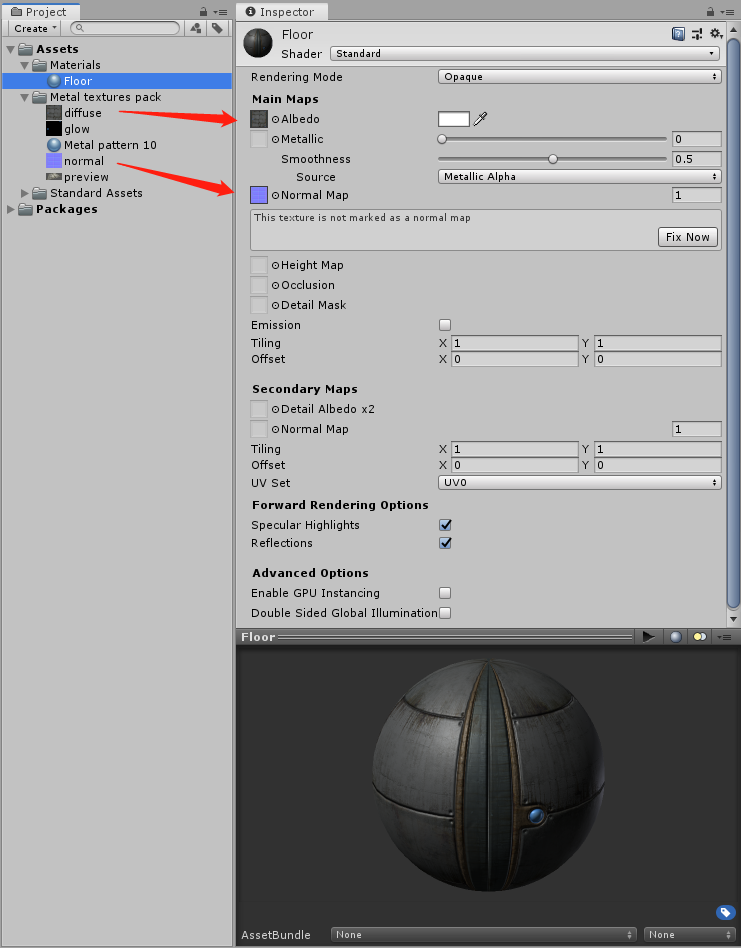 Project
Create
Assets
Materials
Floor
Metal textures pack
diffuse
glow
Metal pattern 10
normal
preview
Standard Assets
Packages
Inspector
Floor
Shader Standard
Rendering Mode Opaque
Main Maps
Albedo
Metallic 0
Smoothness 0.5
Source Metallic Alpha
Normal Map 1
This texture is not marked as a normal map
Fix Now
Height Map
Occlusion
Detail Mask
Emission
Tiling X 1 Y 1
Offset X 0 Y 0
Secondary Maps
Detail Albedo x2
Normal Map 1
Tiling X 1 Y 1
Offset X 0 Y 0
UV Set UV0
Forward Rendering Options
Specular Highlights
Reflections
Advanced Options
Enable GPU Instancing
Double Sided Global Illumination
Floor
AssetBundle None None